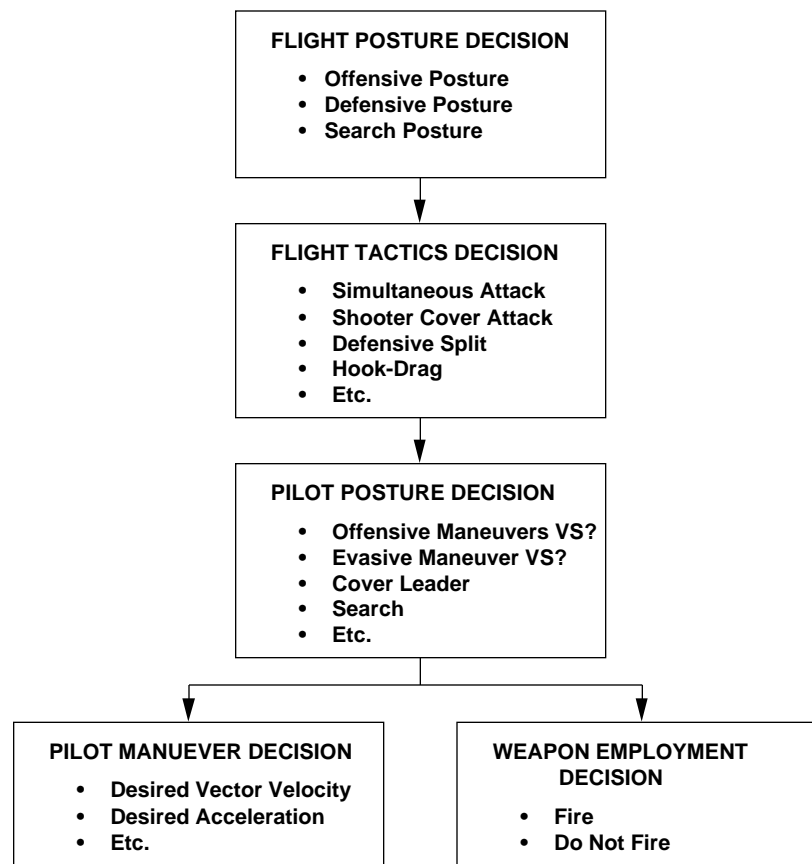 FLIGHT POSTURE DECISION
• Offensive Posture
• Defensive Posture
• Search Posture
FLIGHT TACTICS DECISION
• Simultaneous Attack
• Shooter Cover Attack
• Defensive Split
• Hook-Drag
• Etc.
PILOT POSTURE DECISION
• Offensive Maneuvers VS?
• Evasive Maneuver VS?
• Cover Leader
• Search
• Etc.
PILOT MANUEVER DECISION
• Desired Vector Velocity
• Desired Acceleration
• Etc.
WEAPON EMPLOYMENT
DECISION
• Fire
• Do Not Fire